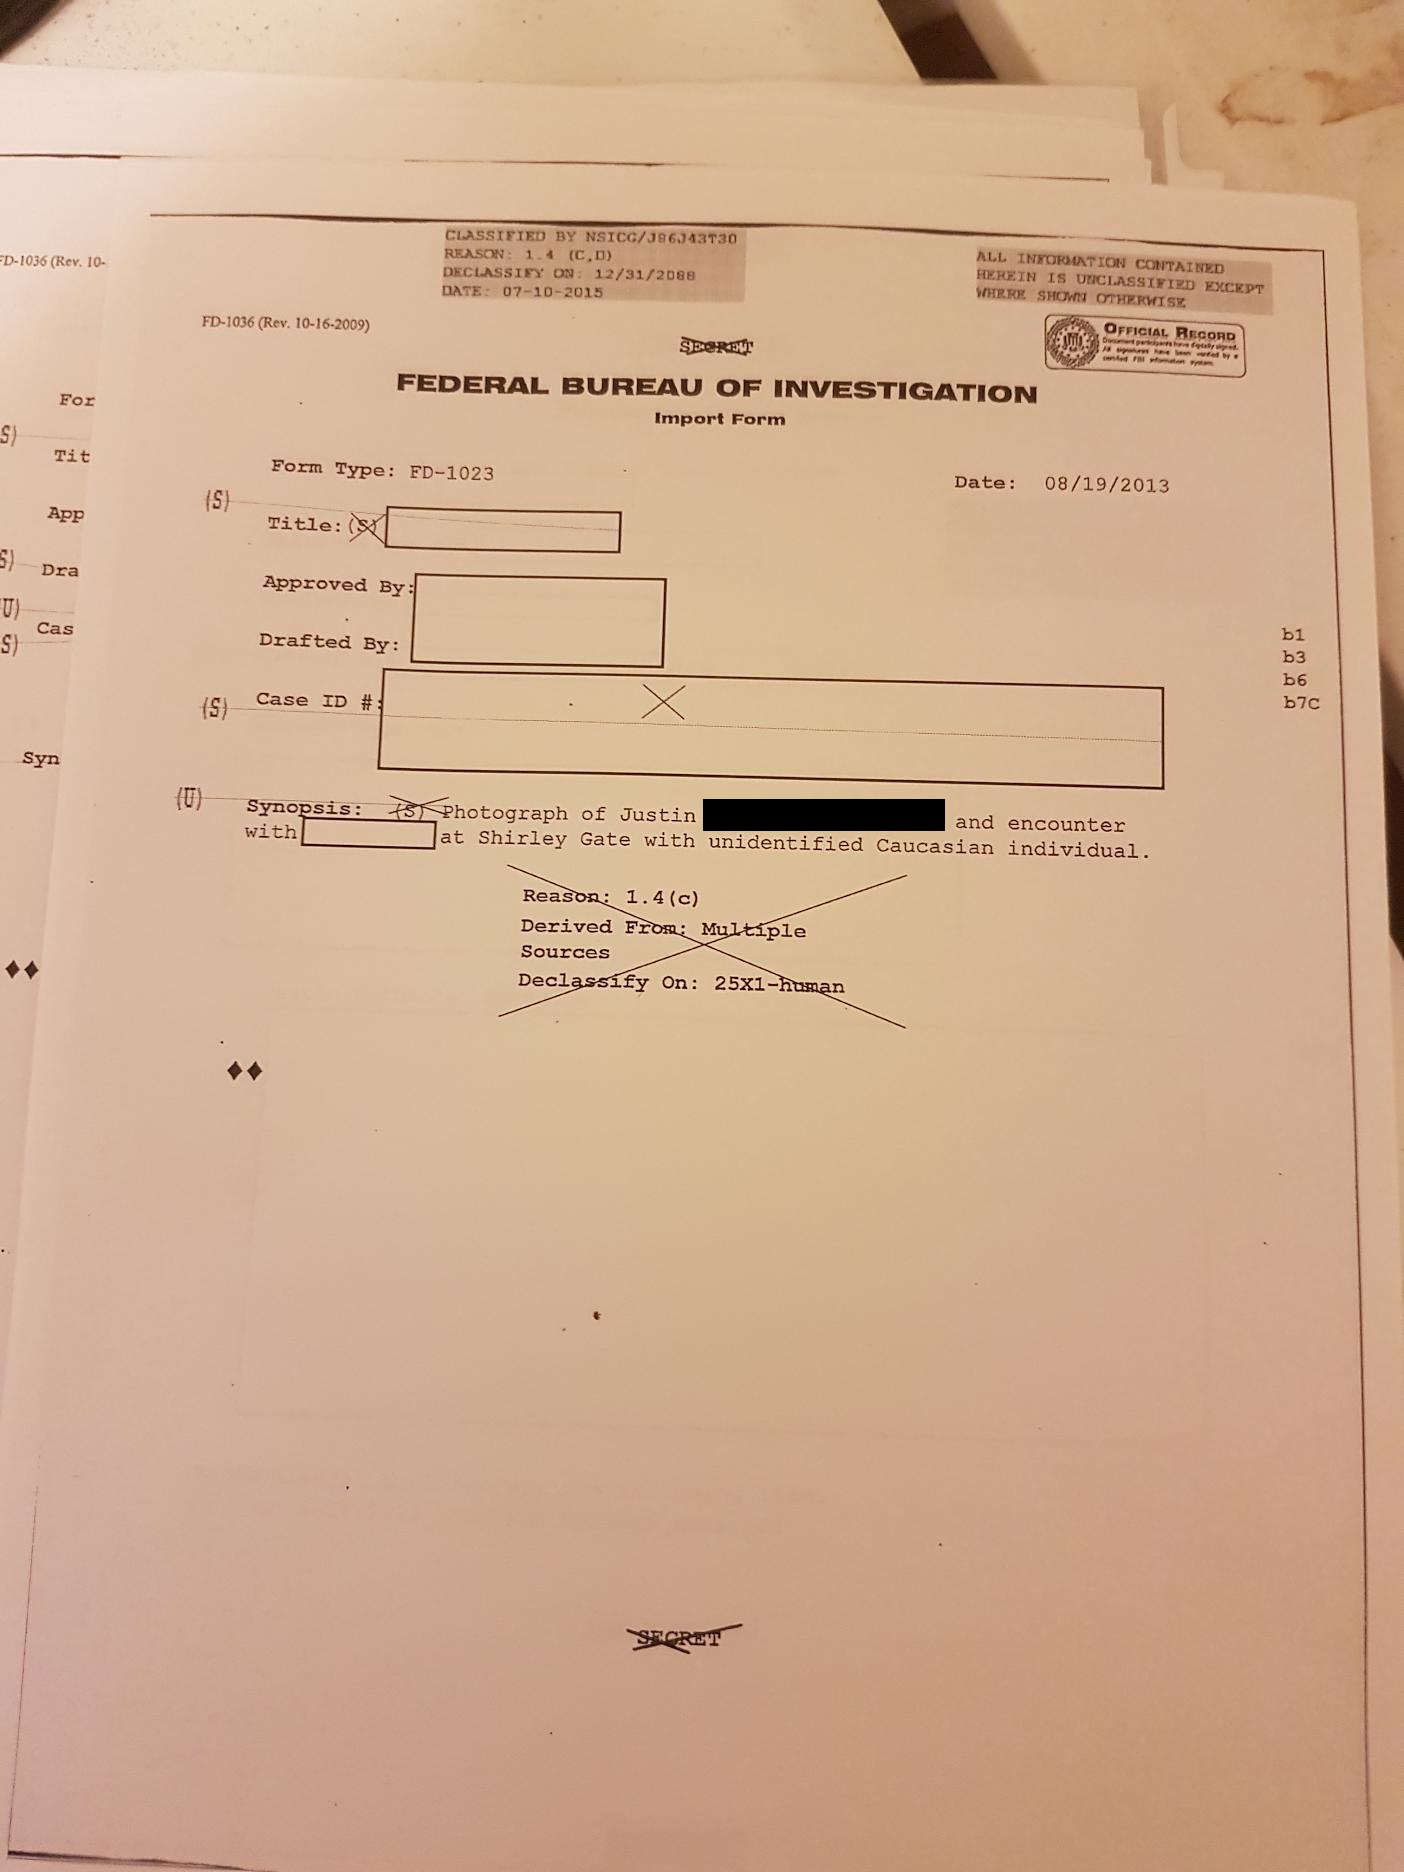 CLASSIFIED BY NSICG/J86J43T30
REASON: 1.4 (C,D)
DECLASSIFY ON: 12/31/2088
DATE: 07-10-2015
ALL INFORMATION CONTAINED
HEREIN IS UNCLASSIFIED EXCEPT
WHERE SHOWN OTHERWISE
FD-1036 (Rev. 10-
FD-1036 (Rev. 10-16-2009)
SECRET
OFFICIAL RECORD
Document participants have digitally signed.
All signatures have been verified by a
certified FBI information system.
FEDERAL BUREAU OF INVESTIGATION
Import Form
For
Form Type: FD-1023
Date: 08/19/2013
S)
Tit
(S)
Title: (S)
App
Approved By:
S)
Dra
Drafted By:
U)
Cas
S)
b1
b3
b6
b7C
(S)
Case ID #:
Syn
(U)
Synopsis: (S) Photograph of Justin and encounter
with at Shirley Gate with unidentified Caucasian individual.
Reason: 1.4(c)
Derived From: Multiple
Sources
Declassify On: 25X1-human
♦♦
♦♦
SECRET